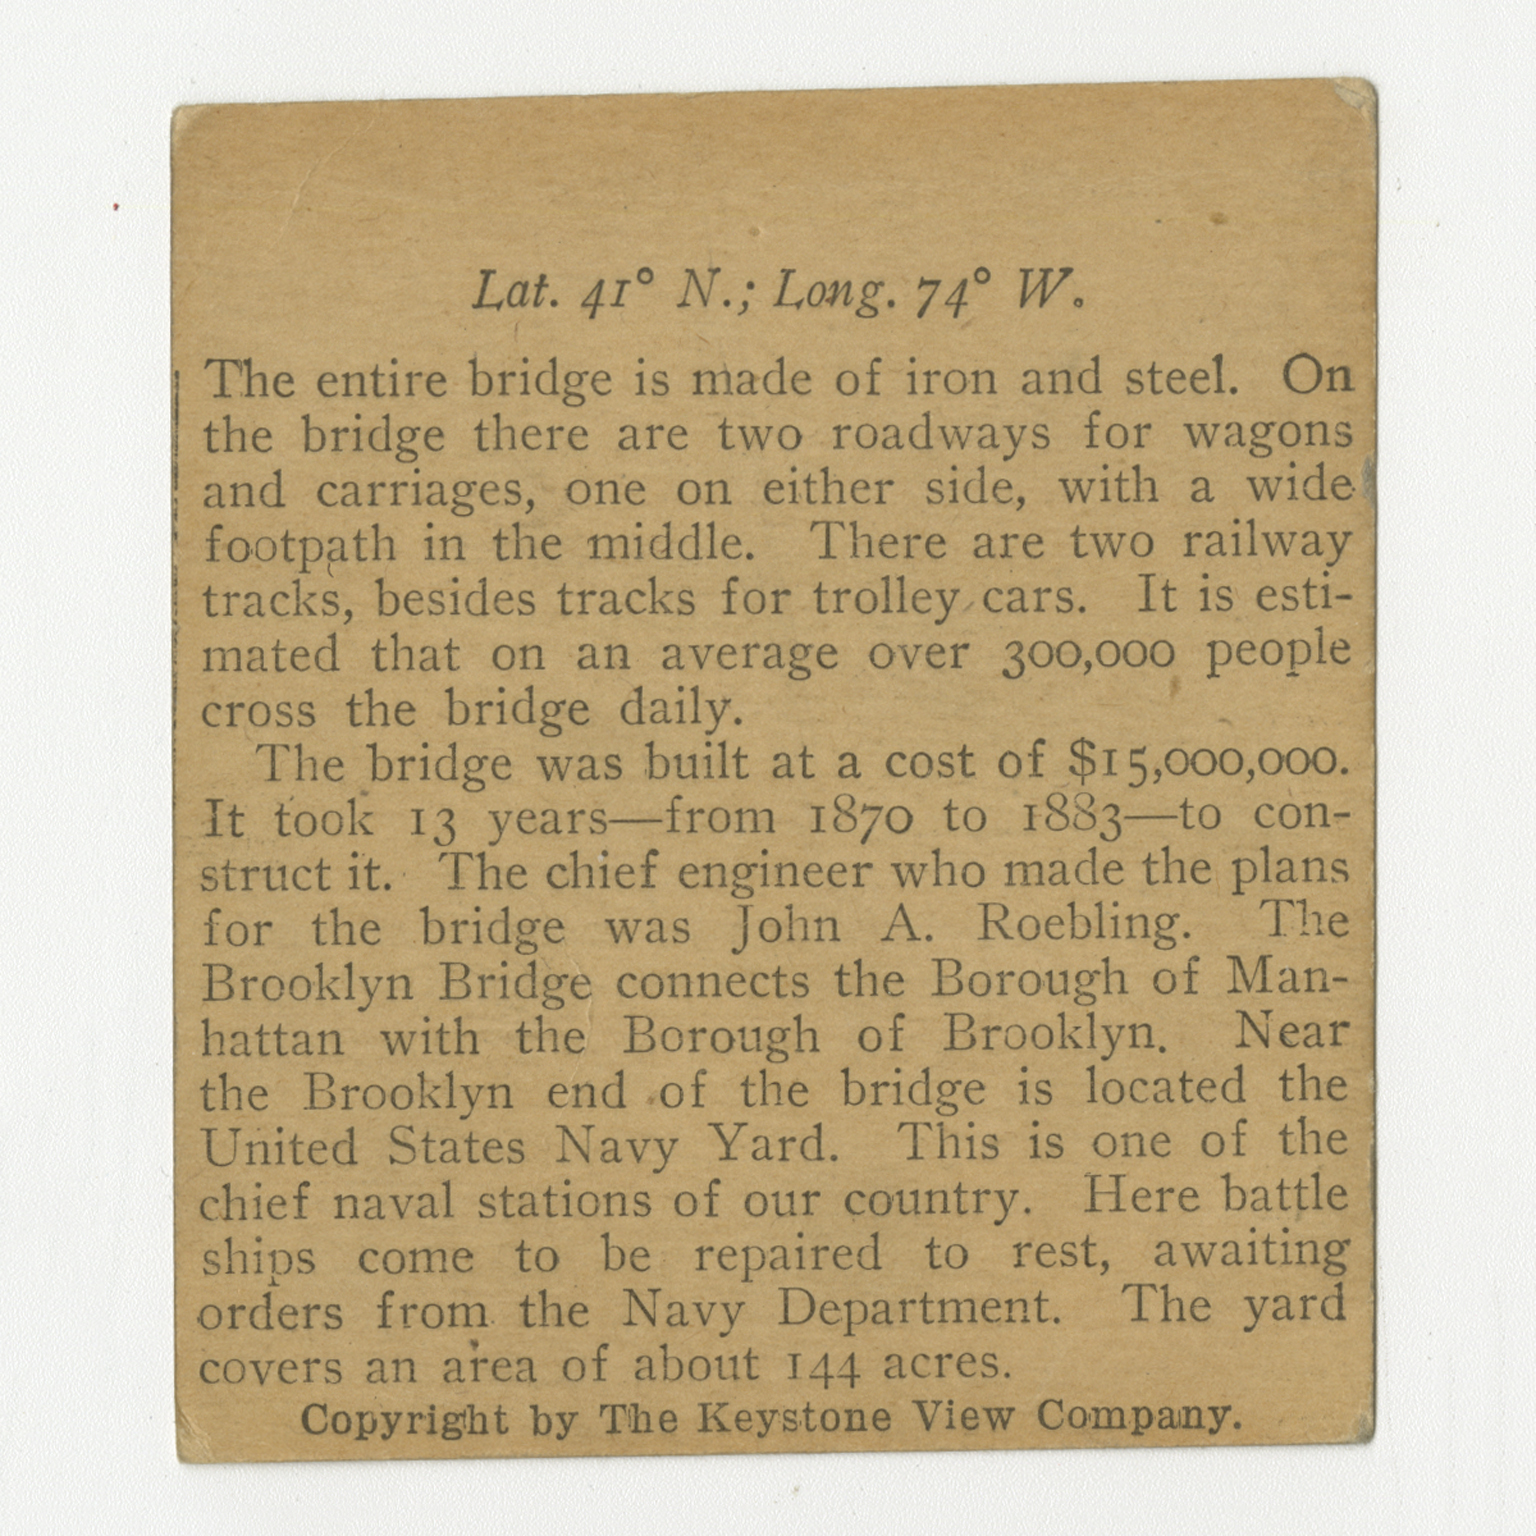 Lat. 41° N.; Long. 74° W.
The entire bridge is made of iron and steel. On
the bridge there are two roadways for wagons
and carriages, one on either side, with a wide
footpath in the middle. There are two railway
tracks, besides tracks for trolley cars. It is esti-
mated that on an average over 300,000 people
cross the bridge daily.
The bridge was built at a cost of $15,000,000.
It took 13 years—from 1870 to 1883—to con-
struct it. The chief engineer who made the plans
for the bridge was John A. Roebling. The
Brooklyn Bridge connects the Borough of Man-
hattan with the Borough of Brooklyn. Near
the Brooklyn end of the bridge is located the
United States Navy Yard. This is one of the
chief naval stations of our country. Here battle
ships come to be repaired to rest, awaiting
orders from the Navy Department. The yard
covers an area of about 144 acres.
Copyright by The Keystone View Company.